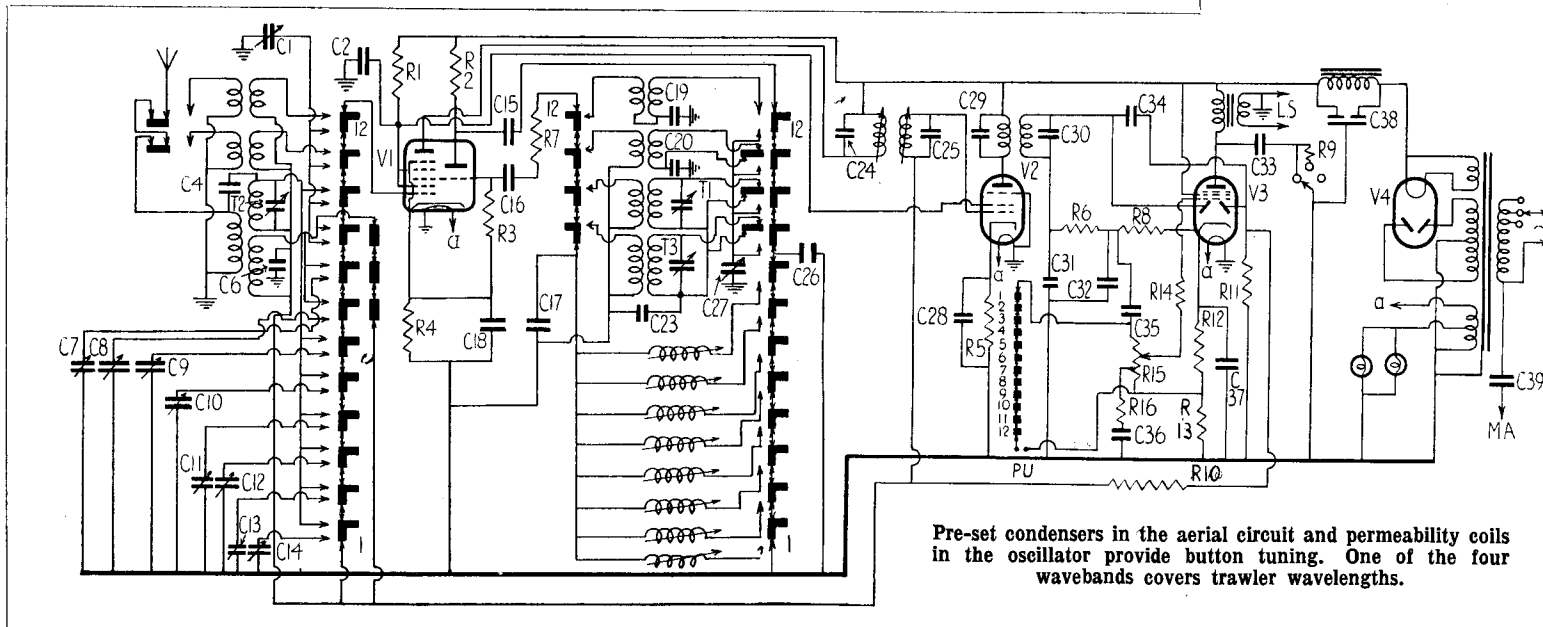 C1
C2
R1
R
2
12
C15
12
C19
12
C34
LS
C38
C29
C30
R7
C20
V1
C24
C25
V2
C33
R9
V3
V4
C4
T2
C16
T1
R6
R8
R3
a
T3
C26
a
a
C6
C27
C31
C32
R14
R11
a
C17
C28
1
2
3
4
5
6
7
8
9
10
11
12
C35
R12
R4
C18
C23
R5
C7
C8
C9
R15
C
37
C39
C10
R16
R
13
C36
MA
C11
C12
PU
R10
C13
C14
1
1
Pre-set condensers in the aerial circuit and permeability coils
in the oscillator provide button tuning. One of the four
wavebands covers trawler wavelengths.